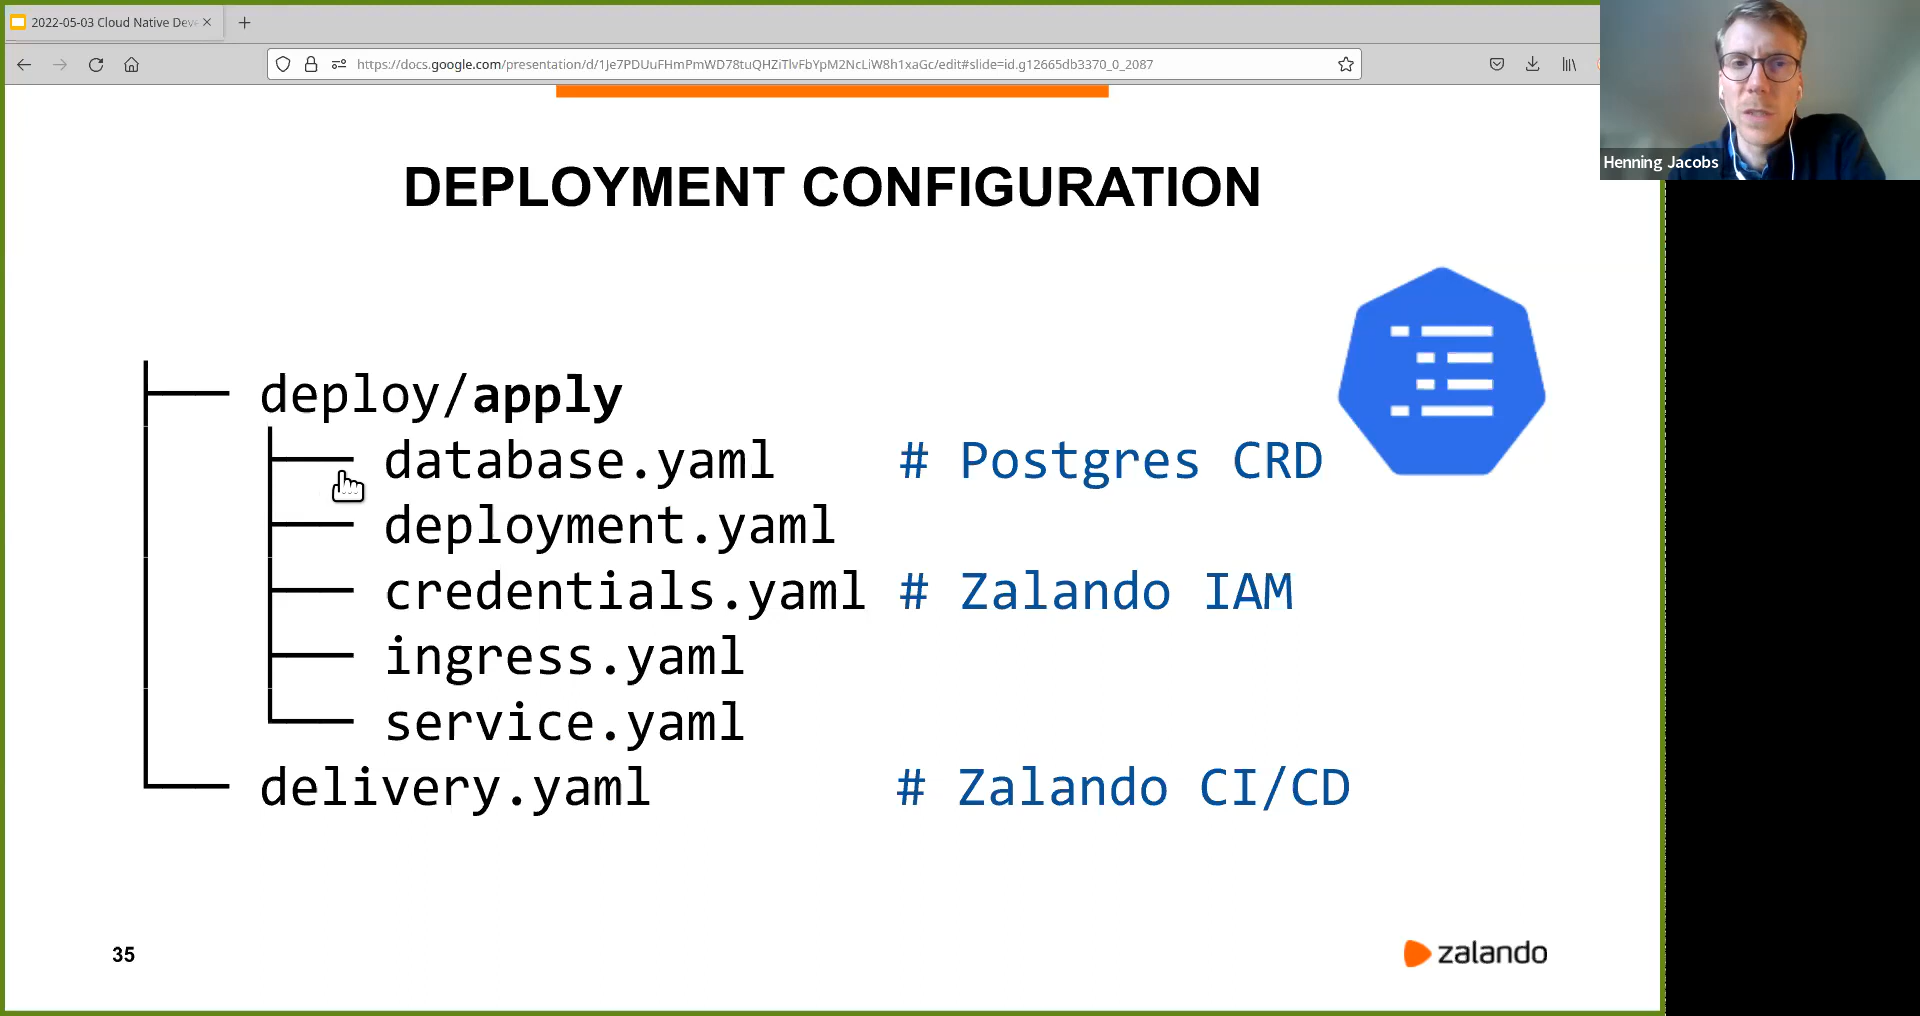 2022-05-03 Cloud Native Deve
https://docs.google.com/presentation/d/1Je7PDUuFHmPmWD78tuQHZiTlvFbYpM2NcLiW8h1xaGc/edit#slide=id.g12665db3370_0_2087
Henning Jacobs
DEPLOYMENT CONFIGURATION
deploy/apply
database.yaml # Postgres CRD
deployment.yaml
credentials.yaml # Zalando IAM
ingress.yaml
service.yaml
delivery.yaml # Zalando CI/CD
35
zalando